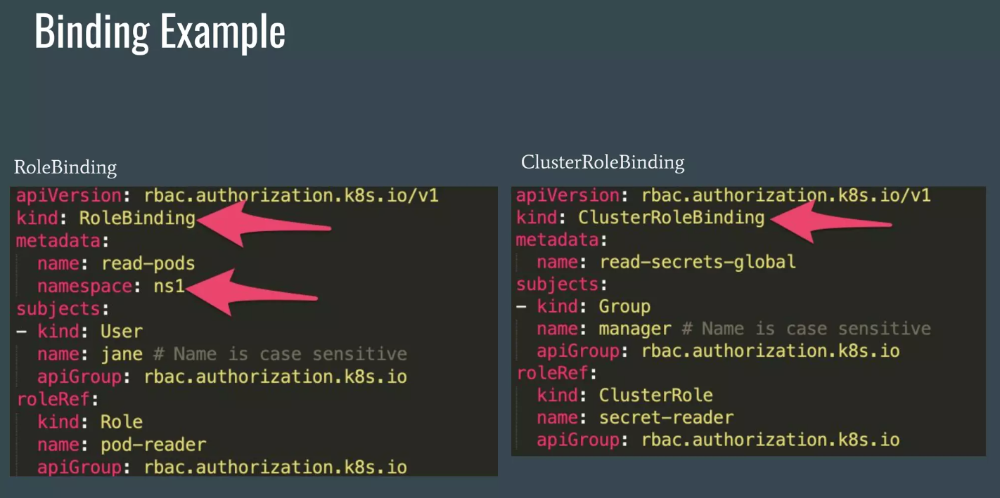 Binding Example
RoleBinding
apiVersion: rbac.authorization.k8s.io/v1
kind: RoleBinding
metadata:
  name: read-pods
  namespace: ns1
subjects:
- kind: User
  name: jane # Name is case sensitive
  apiGroup: rbac.authorization.k8s.io
roleRef:
  kind: Role
  name: pod-reader
  apiGroup: rbac.authorization.k8s.io
ClusterRoleBinding
apiVersion: rbac.authorization.k8s.io/v1
kind: ClusterRoleBinding
metadata:
  name: read-secrets-global
subjects:
- kind: Group
  name: manager # Name is case sensitive
  apiGroup: rbac.authorization.k8s.io
roleRef:
  kind: ClusterRole
  name: secret-reader
  apiGroup: rbac.authorization.k8s.io